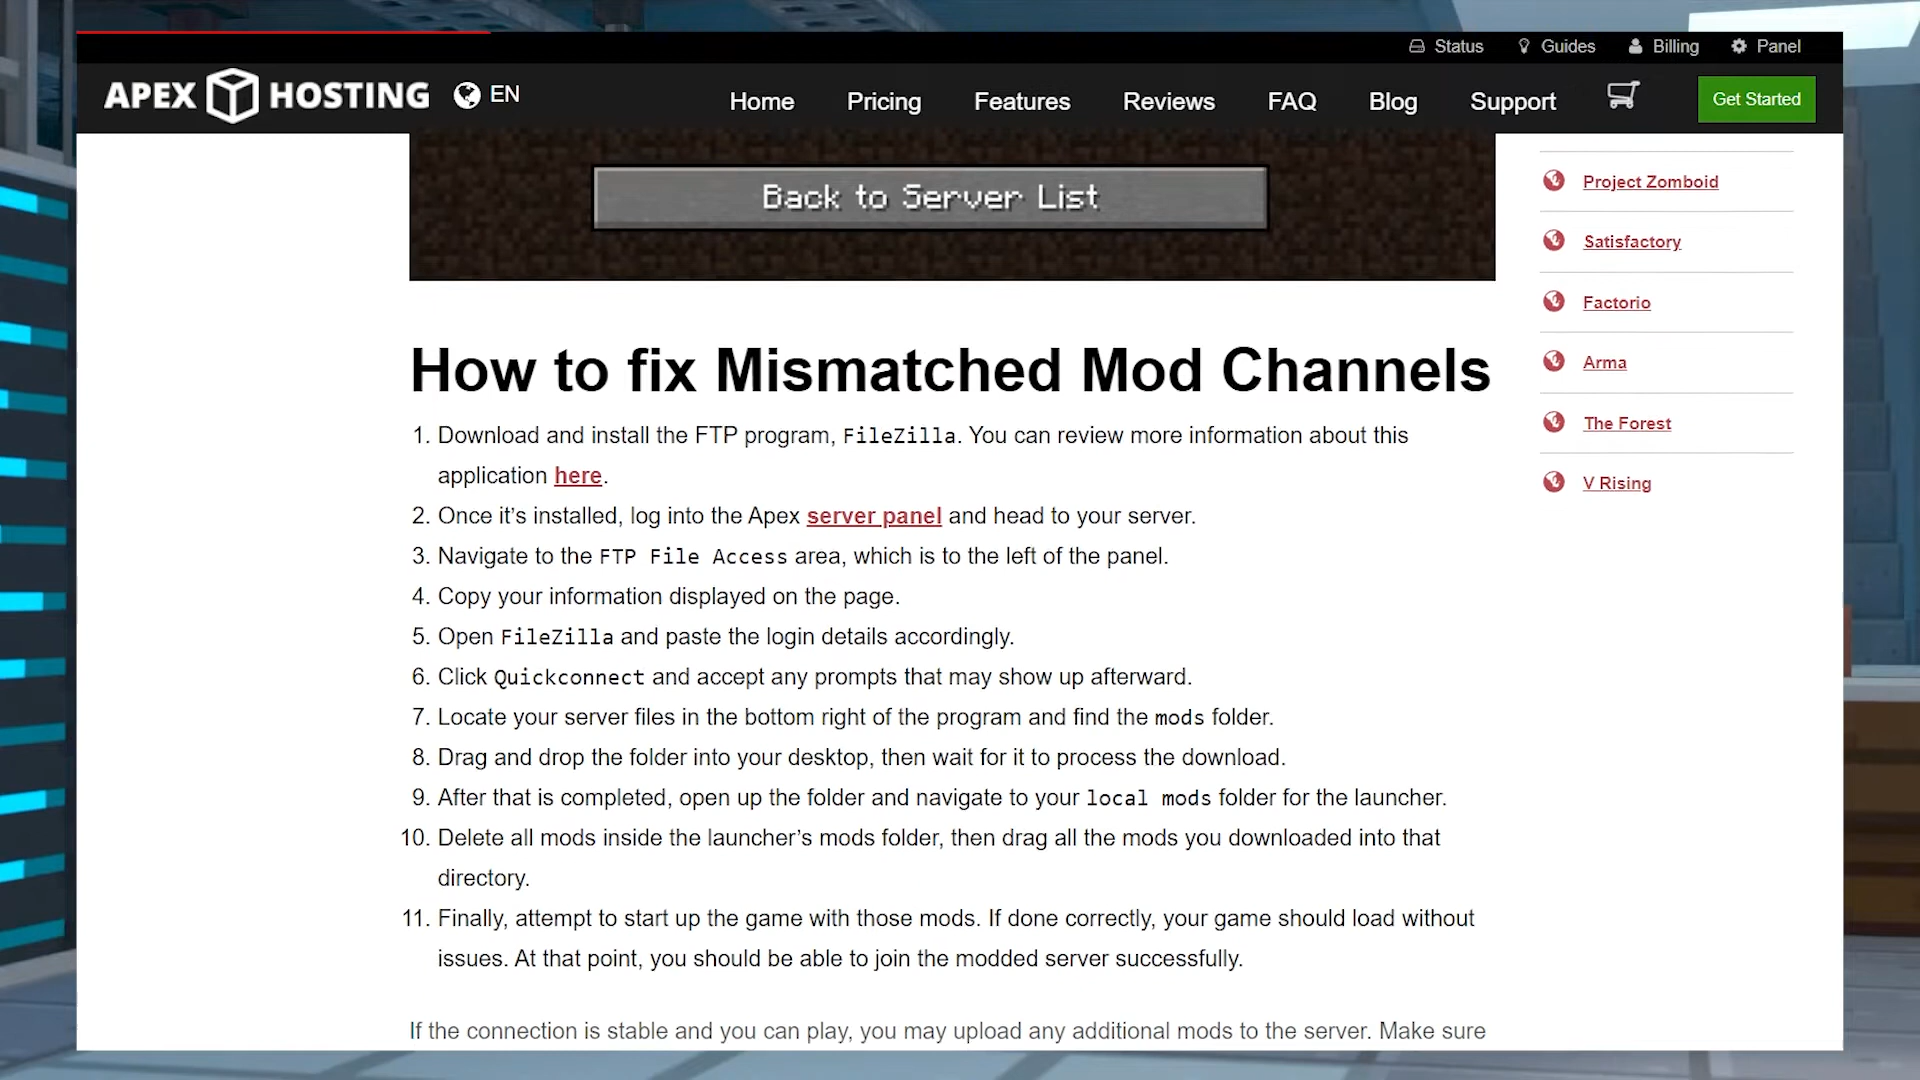 Status Guides Billing Panel
APEX HOSTING EN Home Pricing Features Reviews FAQ Blog Support Get Started
Back to Server List
How to fix Mismatched Mod Channels
1. Download and install the FTP program, FileZilla. You can review more information about this
application here.
2. Once it's installed, log into the Apex server panel and head to your server.
3. Navigate to the FTP File Access area, which is to the left of the panel.
4. Copy your information displayed on the page.
5. Open FileZilla and paste the login details accordingly.
6. Click Quickconnect and accept any prompts that may show up afterward.
7. Locate your server files in the bottom right of the program and find the mods folder.
8. Drag and drop the folder into your desktop, then wait for it to process the download.
9. After that is completed, open up the folder and navigate to your local mods folder for the launcher.
10. Delete all mods inside the launcher's mods folder, then drag all the mods you downloaded into that
directory.
11. Finally, attempt to start up the game with those mods. If done correctly, your game should load without
issues. At that point, you should be able to join the modded server successfully.
If the connection is stable and you can play, you may upload any additional mods to the server. Make sure
Project Zomboid
Satisfactory
Factorio
Arma
The Forest
V Rising